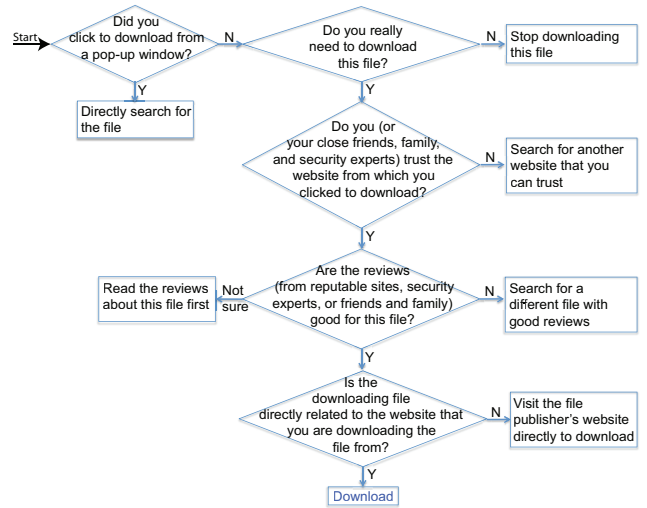 Start
Did you
click to download from
a pop-up window?
N
Do you really
need to download
this file?
N
Stop downloading
this file
Y
Directly search for
the file
Y
Do you (or
your close friends, family,
and security experts) trust the
website from which you
clicked to download?
N
Search for another
website that you
can trust
Y
Are the reviews
(from reputable sites, security
experts, or friends and family)
good for this file?
Not
sure
Read the reviews
about this file first
N
Search for a
different file with
good reviews
Y
Is the
downloading file
directly related to the website that
you are downloading the
file from?
N
Visit the file
publisher's website
directly to download
Y
Download